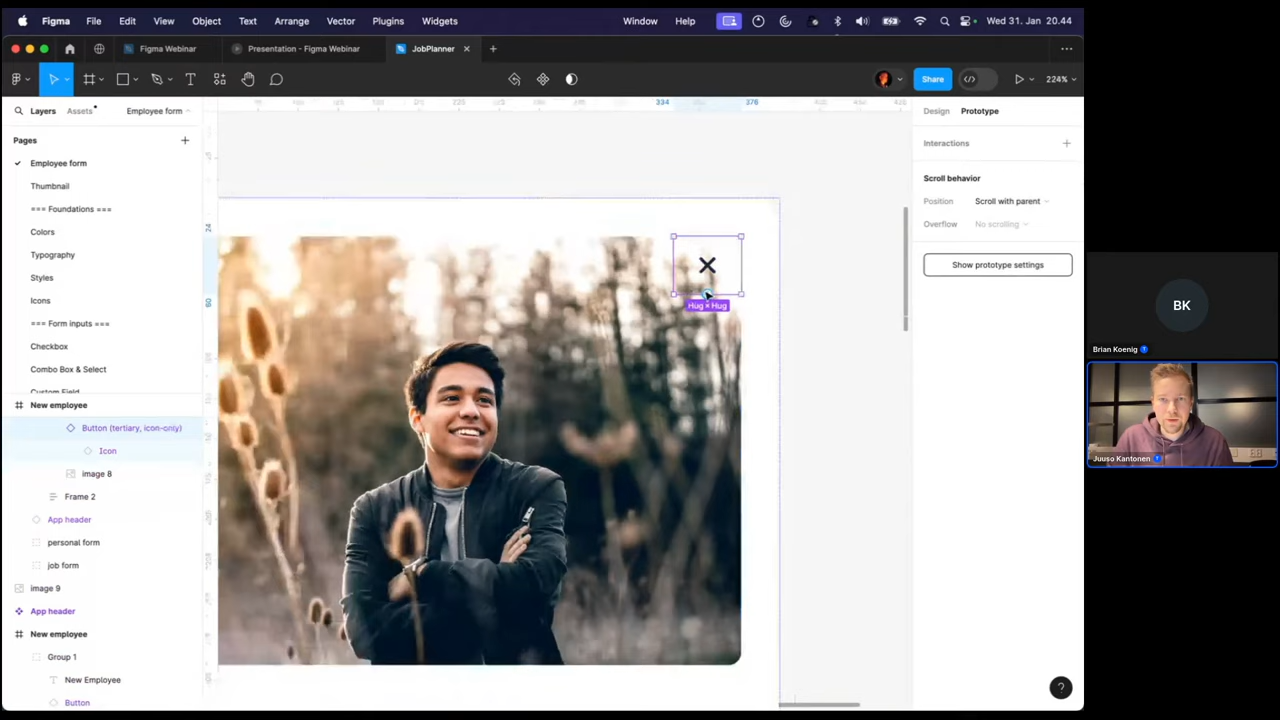 Figma File Edit View Object Text Arrange Vector Plugins Widgets Window Help Wed 31. Jan 20.44
Figma Webinar Presentation - Figma Webinar JobPlanner
Share 224%
Layers Assets Employee form
334 376
Design Prototype
Pages
Interactions
Employee form
Thumbnail
Scroll behavior
=== Foundations ===
Position Scroll with parent
Colors
24
Overflow No scrolling
Typography
Show prototype settings
Styles
Icons
60
Hug × Hug
=== Form inputs ===
Checkbox
Combo Box & Select
Custom Field
New employee
Button (tertiary, icon-only)
Icon
image 8
Frame 2
App header
personal form
job form
image 9
App header
New employee
Group 1
New Employee
Button
?
BK
Brian Koenig
Juuso Kantonen